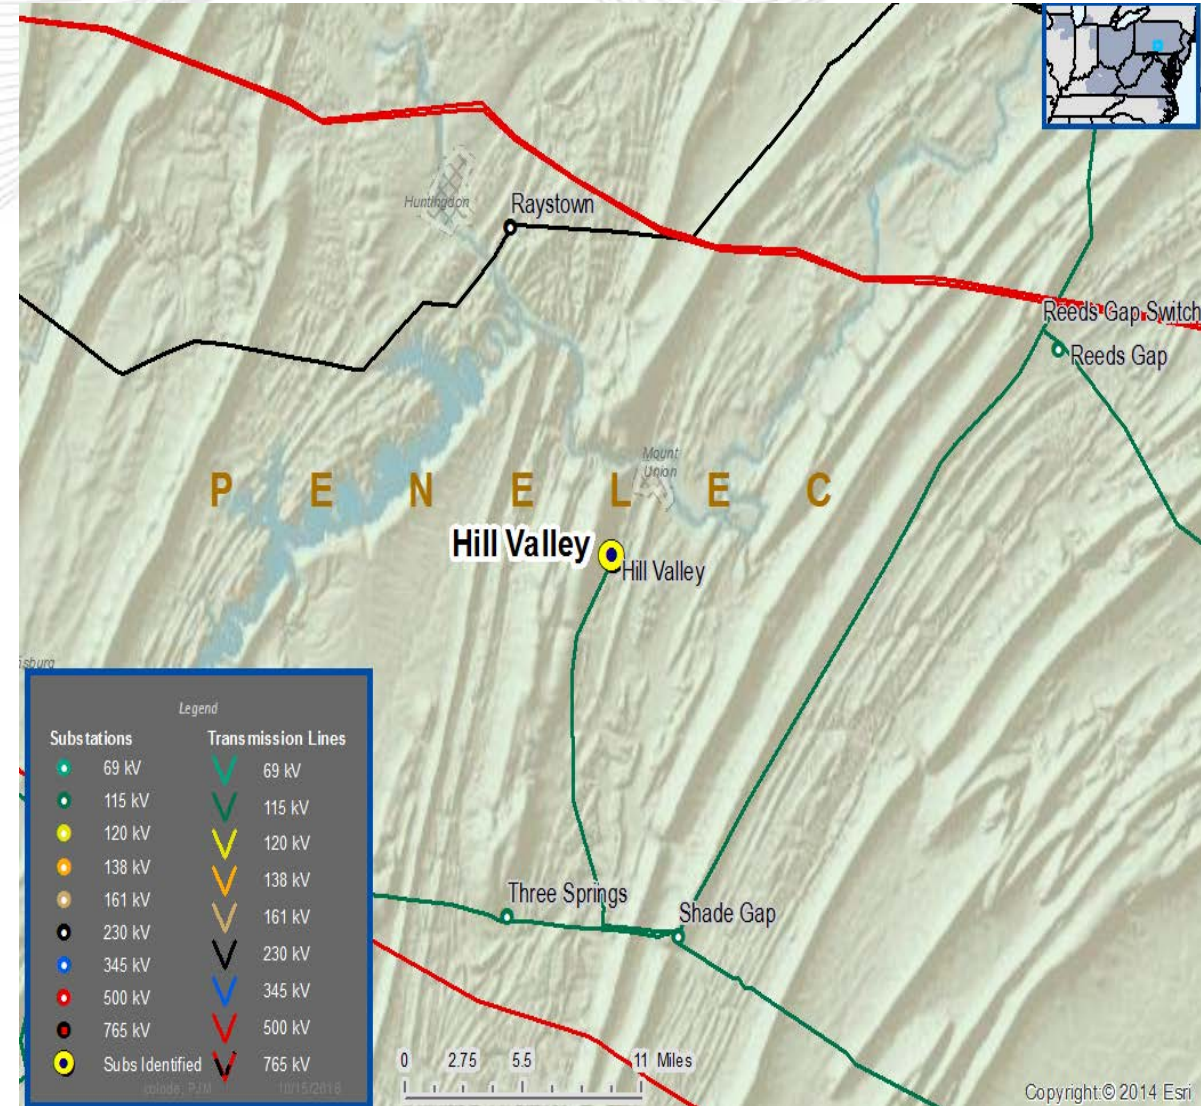 Huntingdon
Raystown
Reeds Gap Switch
Reeds Gap
Mount
Union
P E N E L E C
Hill Valley
Hill Valley
isburg
Three Springs
Shade Gap
Legend
Substations
69 kV
115 kV
120 kV
138 kV
161 kV
230 kV
345 kV
500 kV
765 kV
Subs Identified
Transmission Lines
69 kV
115 kV
120 kV
138 kV
161 kV
230 kV
345 kV
500 kV
765 kV
0 2.75 5.5 11 Miles
Copyright:© 2014 Esri